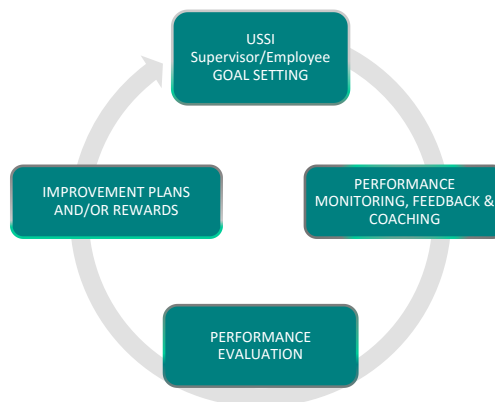 USSI
Supervisor/Employee
GOAL SETTING
PERFORMANCE
MONITORING, FEEDBACK &
COACHING
PERFORMANCE
EVALUATION
IMPROVEMENT PLANS
AND/OR REWARDS